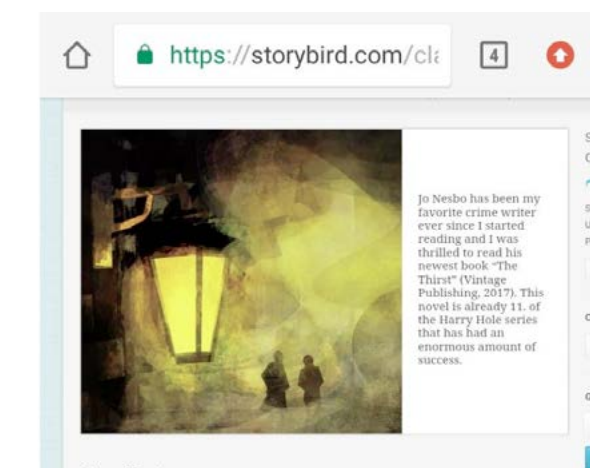 https://storybird.com/cla
4
Jo Nesbo has been my
favorite crime writer
ever since I started
reading and I was
thrilled to read his
newest book “The
Thirst” (Vintage
Publishing, 2017). This
novel is already 11. of
the Harry Hole series
that has had an
enormous amount of
success.